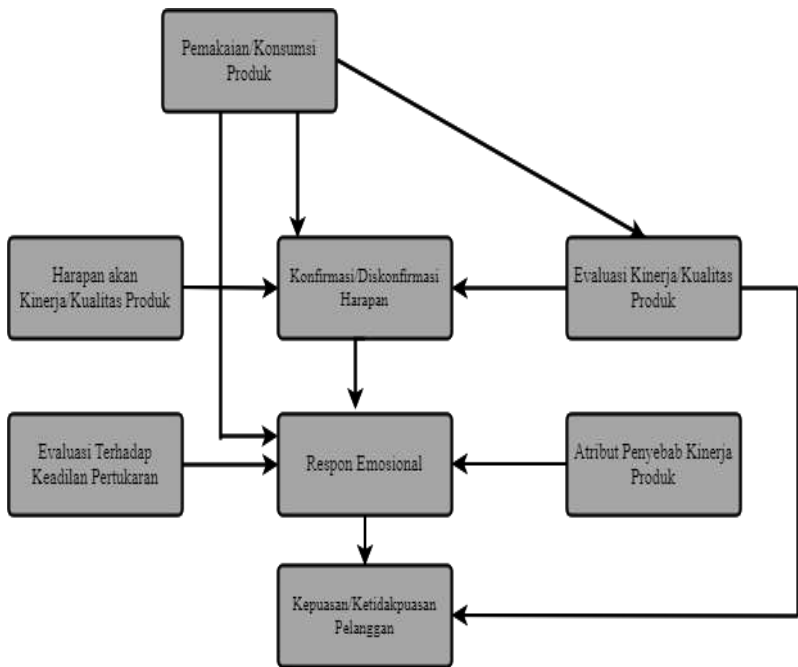 Pemakaian/Konsumsi
Produk
Harapan akan
Kinerja/Kualitas Produk
Konfirmasi/Diskonfirmasi
Harapan
Evaluasi Kinerja/Kualitas
Produk
Evaluasi Terhadap
Keadilan Pertukaran
Respon Emosional
Atribut Penyebab Kinerja
Produk
Kepuasan/Ketidakpuasan
Pelanggan